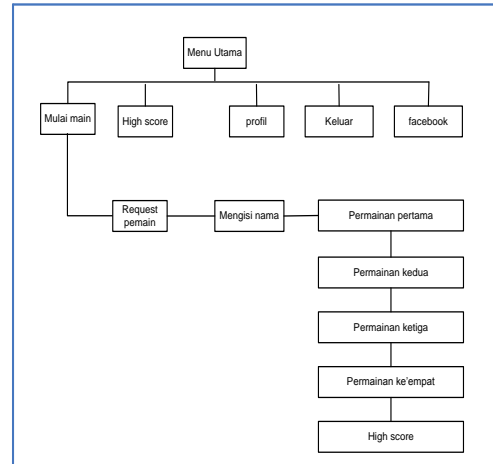 Menu Utama
Mulai main
High score
profil
Keluar
facebook
Request
pemain
Mengisi nama
Permainan pertama
Permainan kedua
Permainan ketiga
Permainan ke'empat
High score